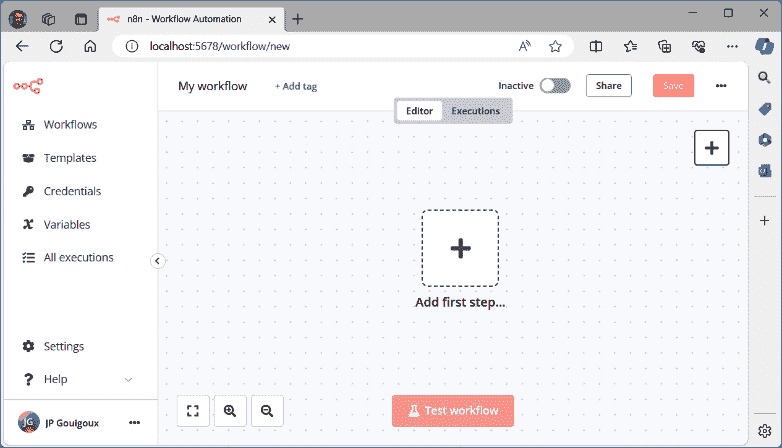 n8n - Workflow Automation
localhost:5678/workflow/new
My workflow
+ Add tag
Inactive
Share
Save
Editor
Executions
Workflows
Templates
Credentials
Variables
All executions
Add first step...
Settings
Help
JG
JP Gouigoux
Test workflow